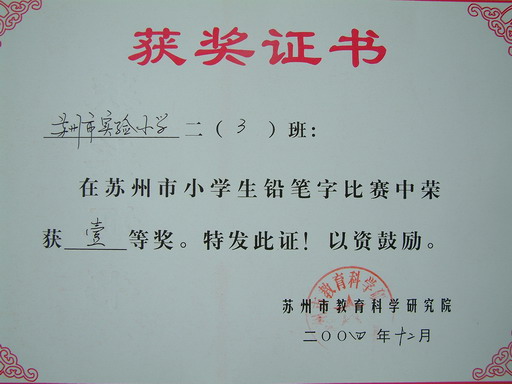 获奖证书
苏州市实验小学 二（3）班：
在苏州市小学生铅笔字比赛中荣
获 壹 等奖。特发此证！以资鼓励。
苏州市教育科学研究院
二〇〇四年十二月